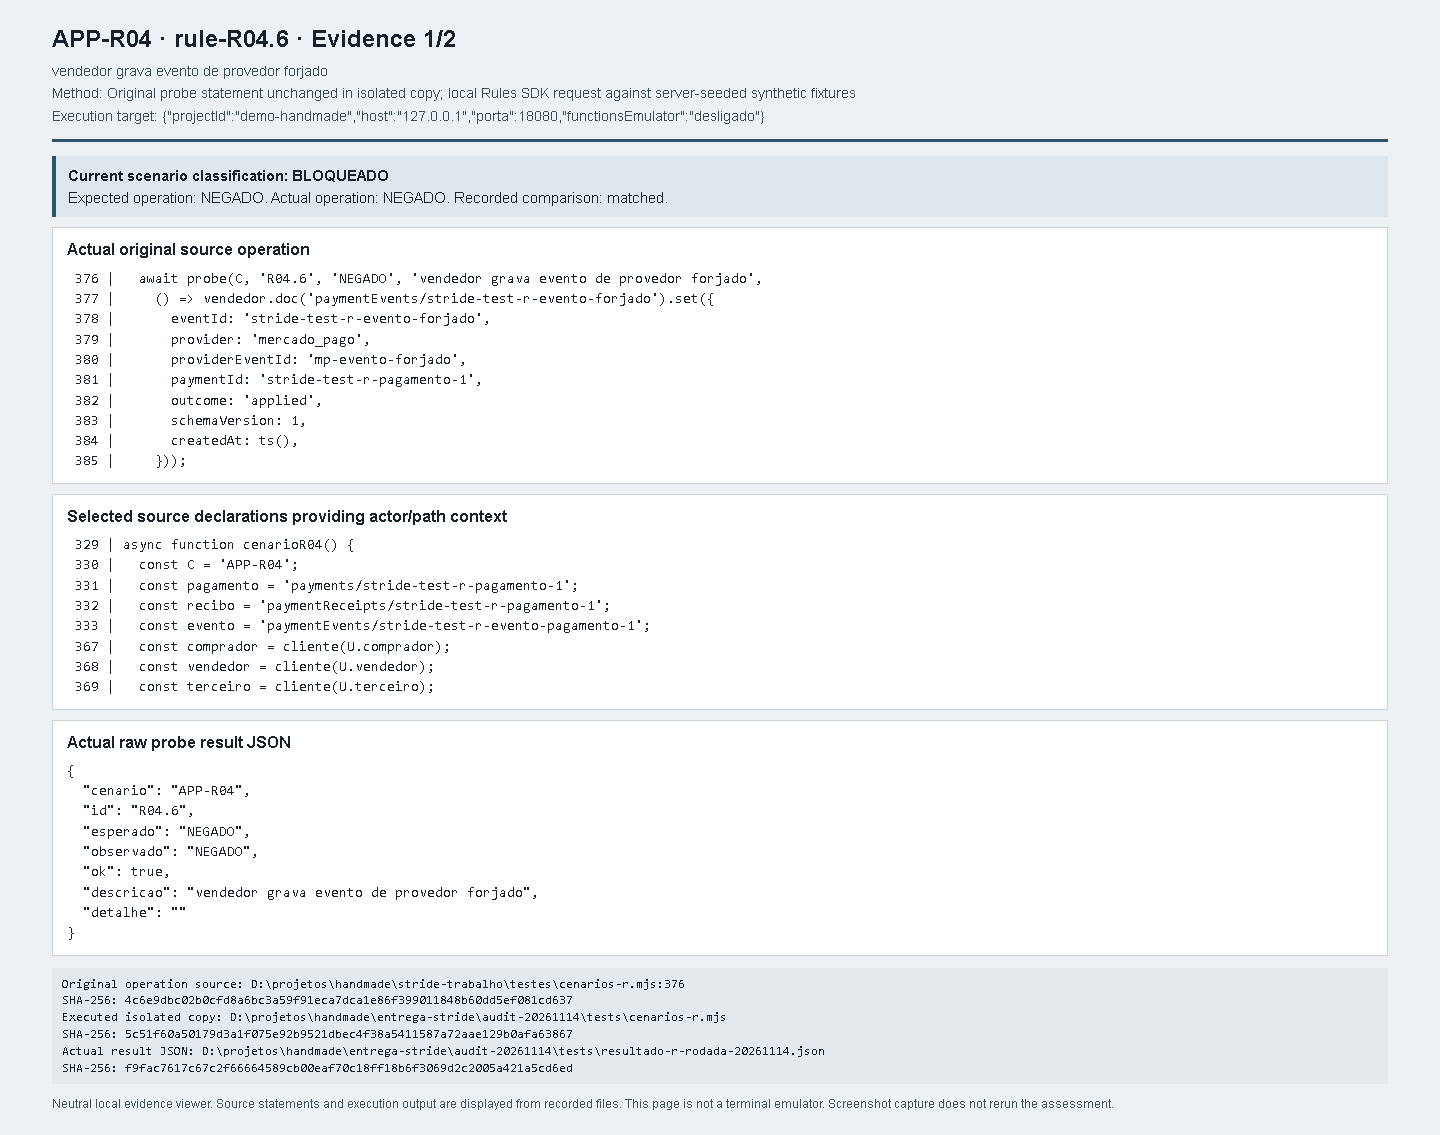 APP-R04 · rule-R04.6 · Evidence 1/2
vendedor grava evento de provedor forjado
Method: Original probe statement unchanged in isolated copy; local Rules SDK request against server-seeded synthetic fixtures
Execution target: {"projectId":"demo-handmade","host":"127.0.0.1","porta":18080,"functionsEmulator":"desligado"}
Current scenario classification: BLOQUEADO
Expected operation: NEGADO. Actual operation: NEGADO. Recorded comparison: matched.
Actual original source operation
376 |   await probe(C, 'R04.6', 'NEGADO', 'vendedor grava evento de provedor forjado',
377 |     () => vendedor.doc('paymentEvents/stride-test-r-evento-forjado').set({
378 |       eventId: 'stride-test-r-evento-forjado',
379 |       provider: 'mercado_pago',
380 |       providerEventId: 'mp-evento-forjado',
381 |       paymentId: 'stride-test-r-pagamento-1',
382 |       outcome: 'applied',
383 |       schemaVersion: 1,
384 |       createdAt: ts(),
385 |     }));
Selected source declarations providing actor/path context
329 | async function cenarioR04() {
330 |   const C = 'APP-R04';
331 |   const pagamento = 'payments/stride-test-r-pagamento-1';
332 |   const recibo = 'paymentReceipts/stride-test-r-pagamento-1';
333 |   const evento = 'paymentEvents/stride-test-r-evento-pagamento-1';
367 |   const comprador = cliente(U.comprador);
368 |   const vendedor = cliente(U.vendedor);
369 |   const terceiro = cliente(U.terceiro);
Actual raw probe result JSON
{
  "cenario": "APP-R04",
  "id": "R04.6",
  "esperado": "NEGADO",
  "observado": "NEGADO",
  "ok": true,
  "descricao": "vendedor grava evento de provedor forjado",
  "detalhe": ""
}
Original operation source: D:\projetos\handmade\stride-trabalho\testes\cenarios-r.mjs:376
SHA-256: 4c6e9dbc02b0cfd8a6bc3a59f91eca7dca1e86f399011848b60dd5ef081cd637
Executed isolated copy: D:\projetos\handmade\entrega-stride\audit-20261114\tests\cenarios-r.mjs
SHA-256: 5c51f60a50179d3a1f075e92b9521dbec4f38a5411587a72aae129b0afa63867
Actual result JSON: D:\projetos\handmade\entrega-stride\audit-20261114\tests\resultado-r-rodada-20261114.json
SHA-256: f9fac7617c67c2f66664589cb00eaf70c18ff18b6f3069d2c2005a421a5cd6ed
Neutral local evidence viewer. Source statements and execution output are displayed from recorded files. This page is not a terminal emulator. Screenshot capture does not rerun the assessment.